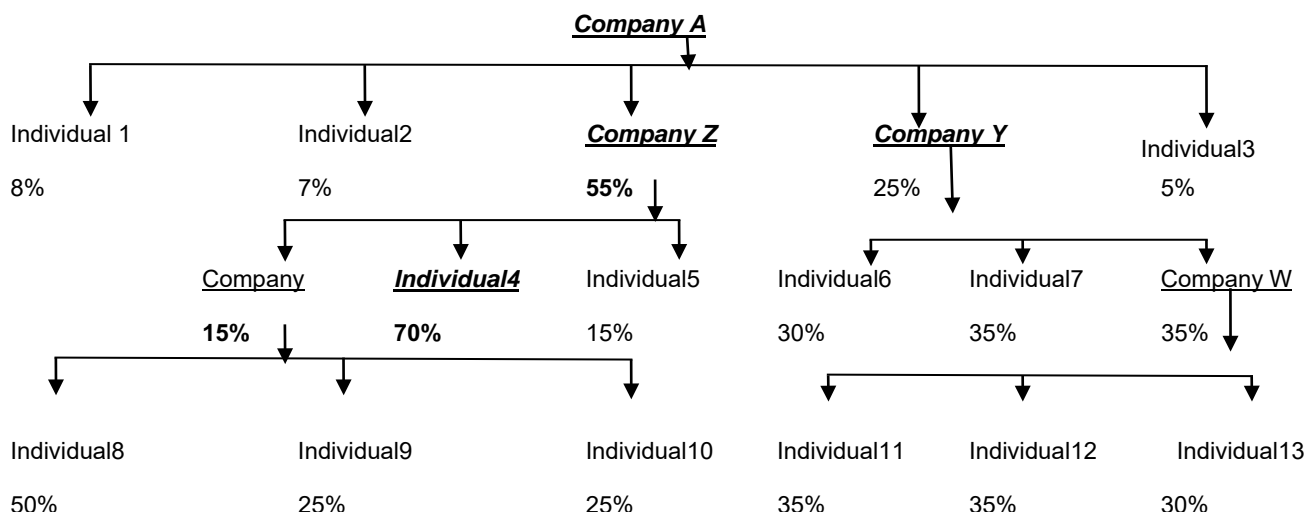 Company A
Individual 1 Individual2 Company Z Company Y Individual3
8% 7% 55% 25% 5%
Company Individual4 Individual5 Individual6 Individual7 Company W
15% 70% 15% 30% 35% 35%
Individual8 Individual9 Individual10 Individual11 Individual12 Individual13
50% 25% 25% 35% 35% 30%